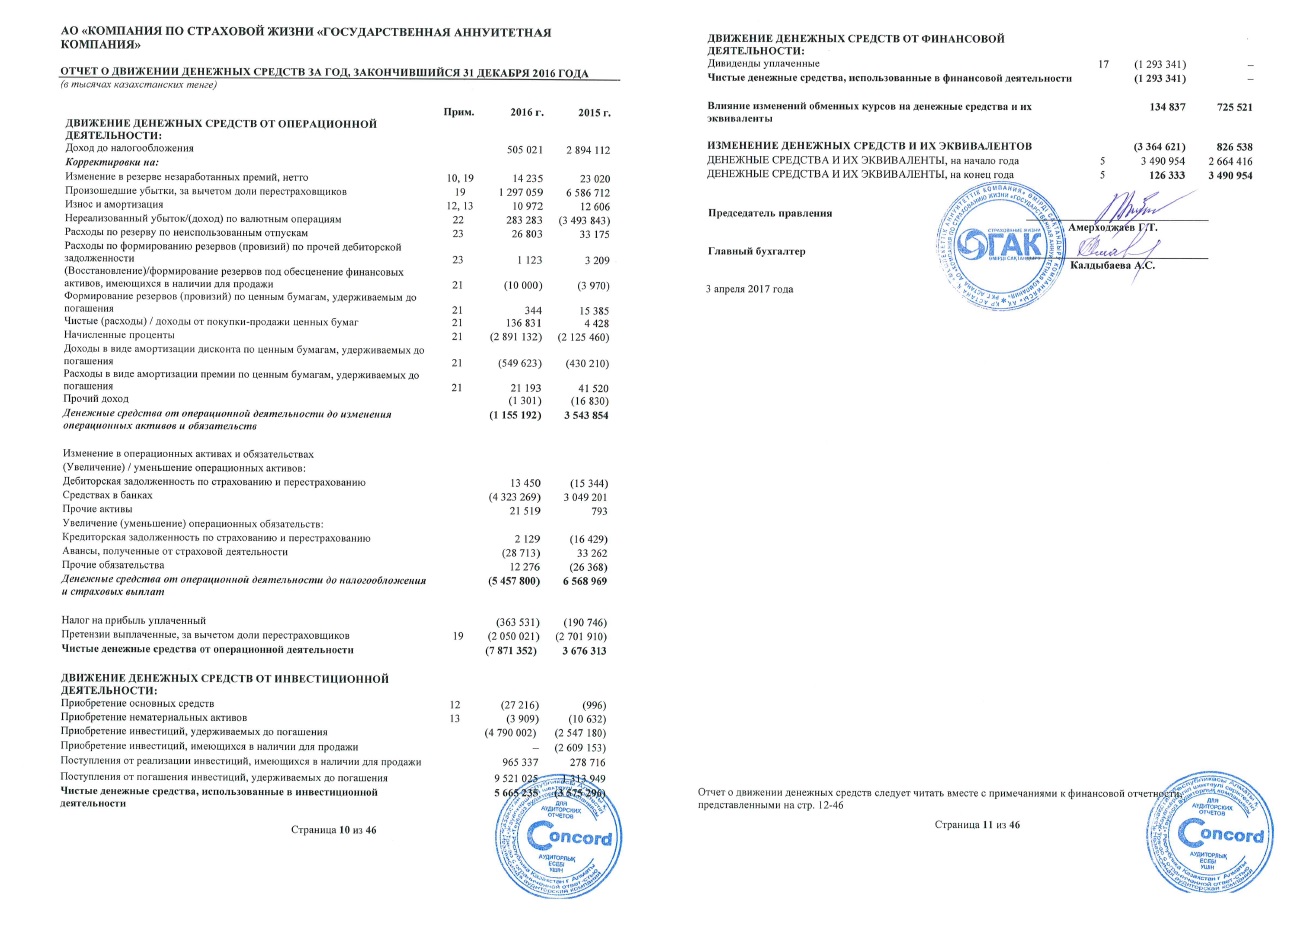 АО «КОМПАНИЯ ПО СТРАХОВОЙ ЖИЗНИ «ГОСУДАРСТВЕННАЯ АННУИТЕТНАЯ
КОМПАНИЯ»
ОТЧЕТ О ДВИЖЕНИИ ДЕНЕЖНЫХ СРЕДСТВ ЗА ГОД, ЗАКОНЧИВШИЙСЯ 31 ДЕКАБРЯ 2016 ГОДА
(в тысячах казахстанских тенге)
Прим. 2016 г. 2015 г.
ДВИЖЕНИЕ ДЕНЕЖНЫХ СРЕДСТВ ОТ ОПЕРАЦИОННОЙ
ДЕЯТЕЛЬНОСТИ:
Доход до налогообложения 505 021 2 894 112
Корректировки на:
Изменение в резерве незаработанных премий, нетто 10, 19 14 235 23 020
Произошедшие убытки, за вычетом доли перестраховщиков 19 1 297 059 6 586 712
Износ и амортизация 12, 13 10 972 12 606
Нереализованный убыток/(доход) по валютным операциям 22 283 283 (3 493 843)
Расходы по резерву по неиспользованным отпускам 23 26 803 33 175
Расходы по формированию резервов (провизий) по прочей дебиторской
задолженности 23 1 123 3 209
(Восстановление)/формирование резервов под обесценение финансовых
активов, имеющихся в наличии для продажи 21 (10 000) (3 970)
Формирование резервов (провизий) по ценным бумагам, удерживаемым до
погашения 21 344 15 385
Чистые (расходы) / доходы от покупки-продажи ценных бумаг 21 136 831 4 428
Начисленные проценты 21 (2 891 132) (2 125 460)
Доходы в виде амортизации дисконта по ценным бумагам, удерживаемых до
погашения 21 (549 623) (430 210)
Расходы в виде амортизации премии по ценным бумагам, удерживаемых до
погашения 21 21 193 41 520
Прочий доход (1 301) (16 830)
Денежные средства от операционной деятельности до изменения (1 155 192) 3 543 854
операционных активов и обязательств
Изменение в операционных активах и обязательствах
(Увеличение) / уменьшение операционных активов:
Дебиторская задолженность по страхованию и перестрахованию 13 450 (15 344)
Средствах в банках (4 323 269) 3 049 201
Прочие активы 21 519 793
Увеличение (уменьшение) операционных обязательств:
Кредиторская задолженность по страхованию и перестрахованию 2 129 (16 429)
Авансы, полученные от страховой деятельности (28 713) 33 262
Прочие обязательства 12 276 (26 368)
Денежные средства от операционной деятельности до налогообложения (5 457 800) 6 568 969
и страховых выплат
Налог на прибыль уплаченный (363 531) (190 746)
Претензии выплаченные, за вычетом доли перестраховщиков 19 (2 050 021) (2 701 910)
Чистые денежные средства от операционной деятельности (7 871 352) 3 676 313
ДВИЖЕНИЕ ДЕНЕЖНЫХ СРЕДСТВ ОТ ИНВЕСТИЦИОННОЙ
ДЕЯТЕЛЬНОСТИ:
Приобретение основных средств 12 (27 216) (996)
Приобретение нематериальных активов 13 (3 909) (10 632)
Приобретение инвестиций, удерживаемых до погашения (4 790 002) (2 547 180)
Приобретение инвестиций, имеющихся в наличии для продажи – (2 609 153)
Поступления от реализации инвестиций, имеющихся в наличии для продажи 965 337 278 716
Поступления от погашения инвестиций, удерживаемых до погашения 9 521 025 1 313 949
Чистые денежные средства, использованные в инвестиционной 5 665 235 (3 575 296)
деятельности
Страница 10 из 46
ДЛЯ
АУДИТОРСКИХ
ОТЧЕТОВ
Concord
АУДИТОРЛЫҚ
ЕСЕБІ
ҮШІН
ДВИЖЕНИЕ ДЕНЕЖНЫХ СРЕДСТВ ОТ ФИНАНСОВОЙ
ДЕЯТЕЛЬНОСТИ:
Дивиденды уплаченные 17 (1 293 341) –
Чистые денежные средства, использованные в финансовой деятельности (1 293 341) –
Влияние изменений обменных курсов на денежные средства и их 134 837 725 521
эквиваленты
ИЗМЕНЕНИЕ ДЕНЕЖНЫХ СРЕДСТВ И ИХ ЭКВИВАЛЕНТОВ (3 364 621) 826 538
ДЕНЕЖНЫЕ СРЕДСТВА И ИХ ЭКВИВАЛЕНТЫ, на начало года 5 3 490 954 2 664 416
ДЕНЕЖНЫЕ СРЕДСТВА И ИХ ЭКВИВАЛЕНТЫ, на конец года 5 126 333 3 490 954
Председатель правления
Амерходжаев Г.Т.
Главный бухгалтер
Калдыбаева А.С.
СТРАХОВАНИЕ ЖИЗНИ
ГАК
ӨМІРДІ САҚТАНДЫРУ
3 апреля 2017 года
Отчет о движении денежных средств следует читать вместе с примечаниями к финансовой отчетности,
представленными на стр. 12-46
Страница 11 из 46
ДЛЯ
АУДИТОРСКИХ
ОТЧЕТОВ
Concord
АУДИТОРЛЫҚ
ЕСЕБІ
ҮШІН